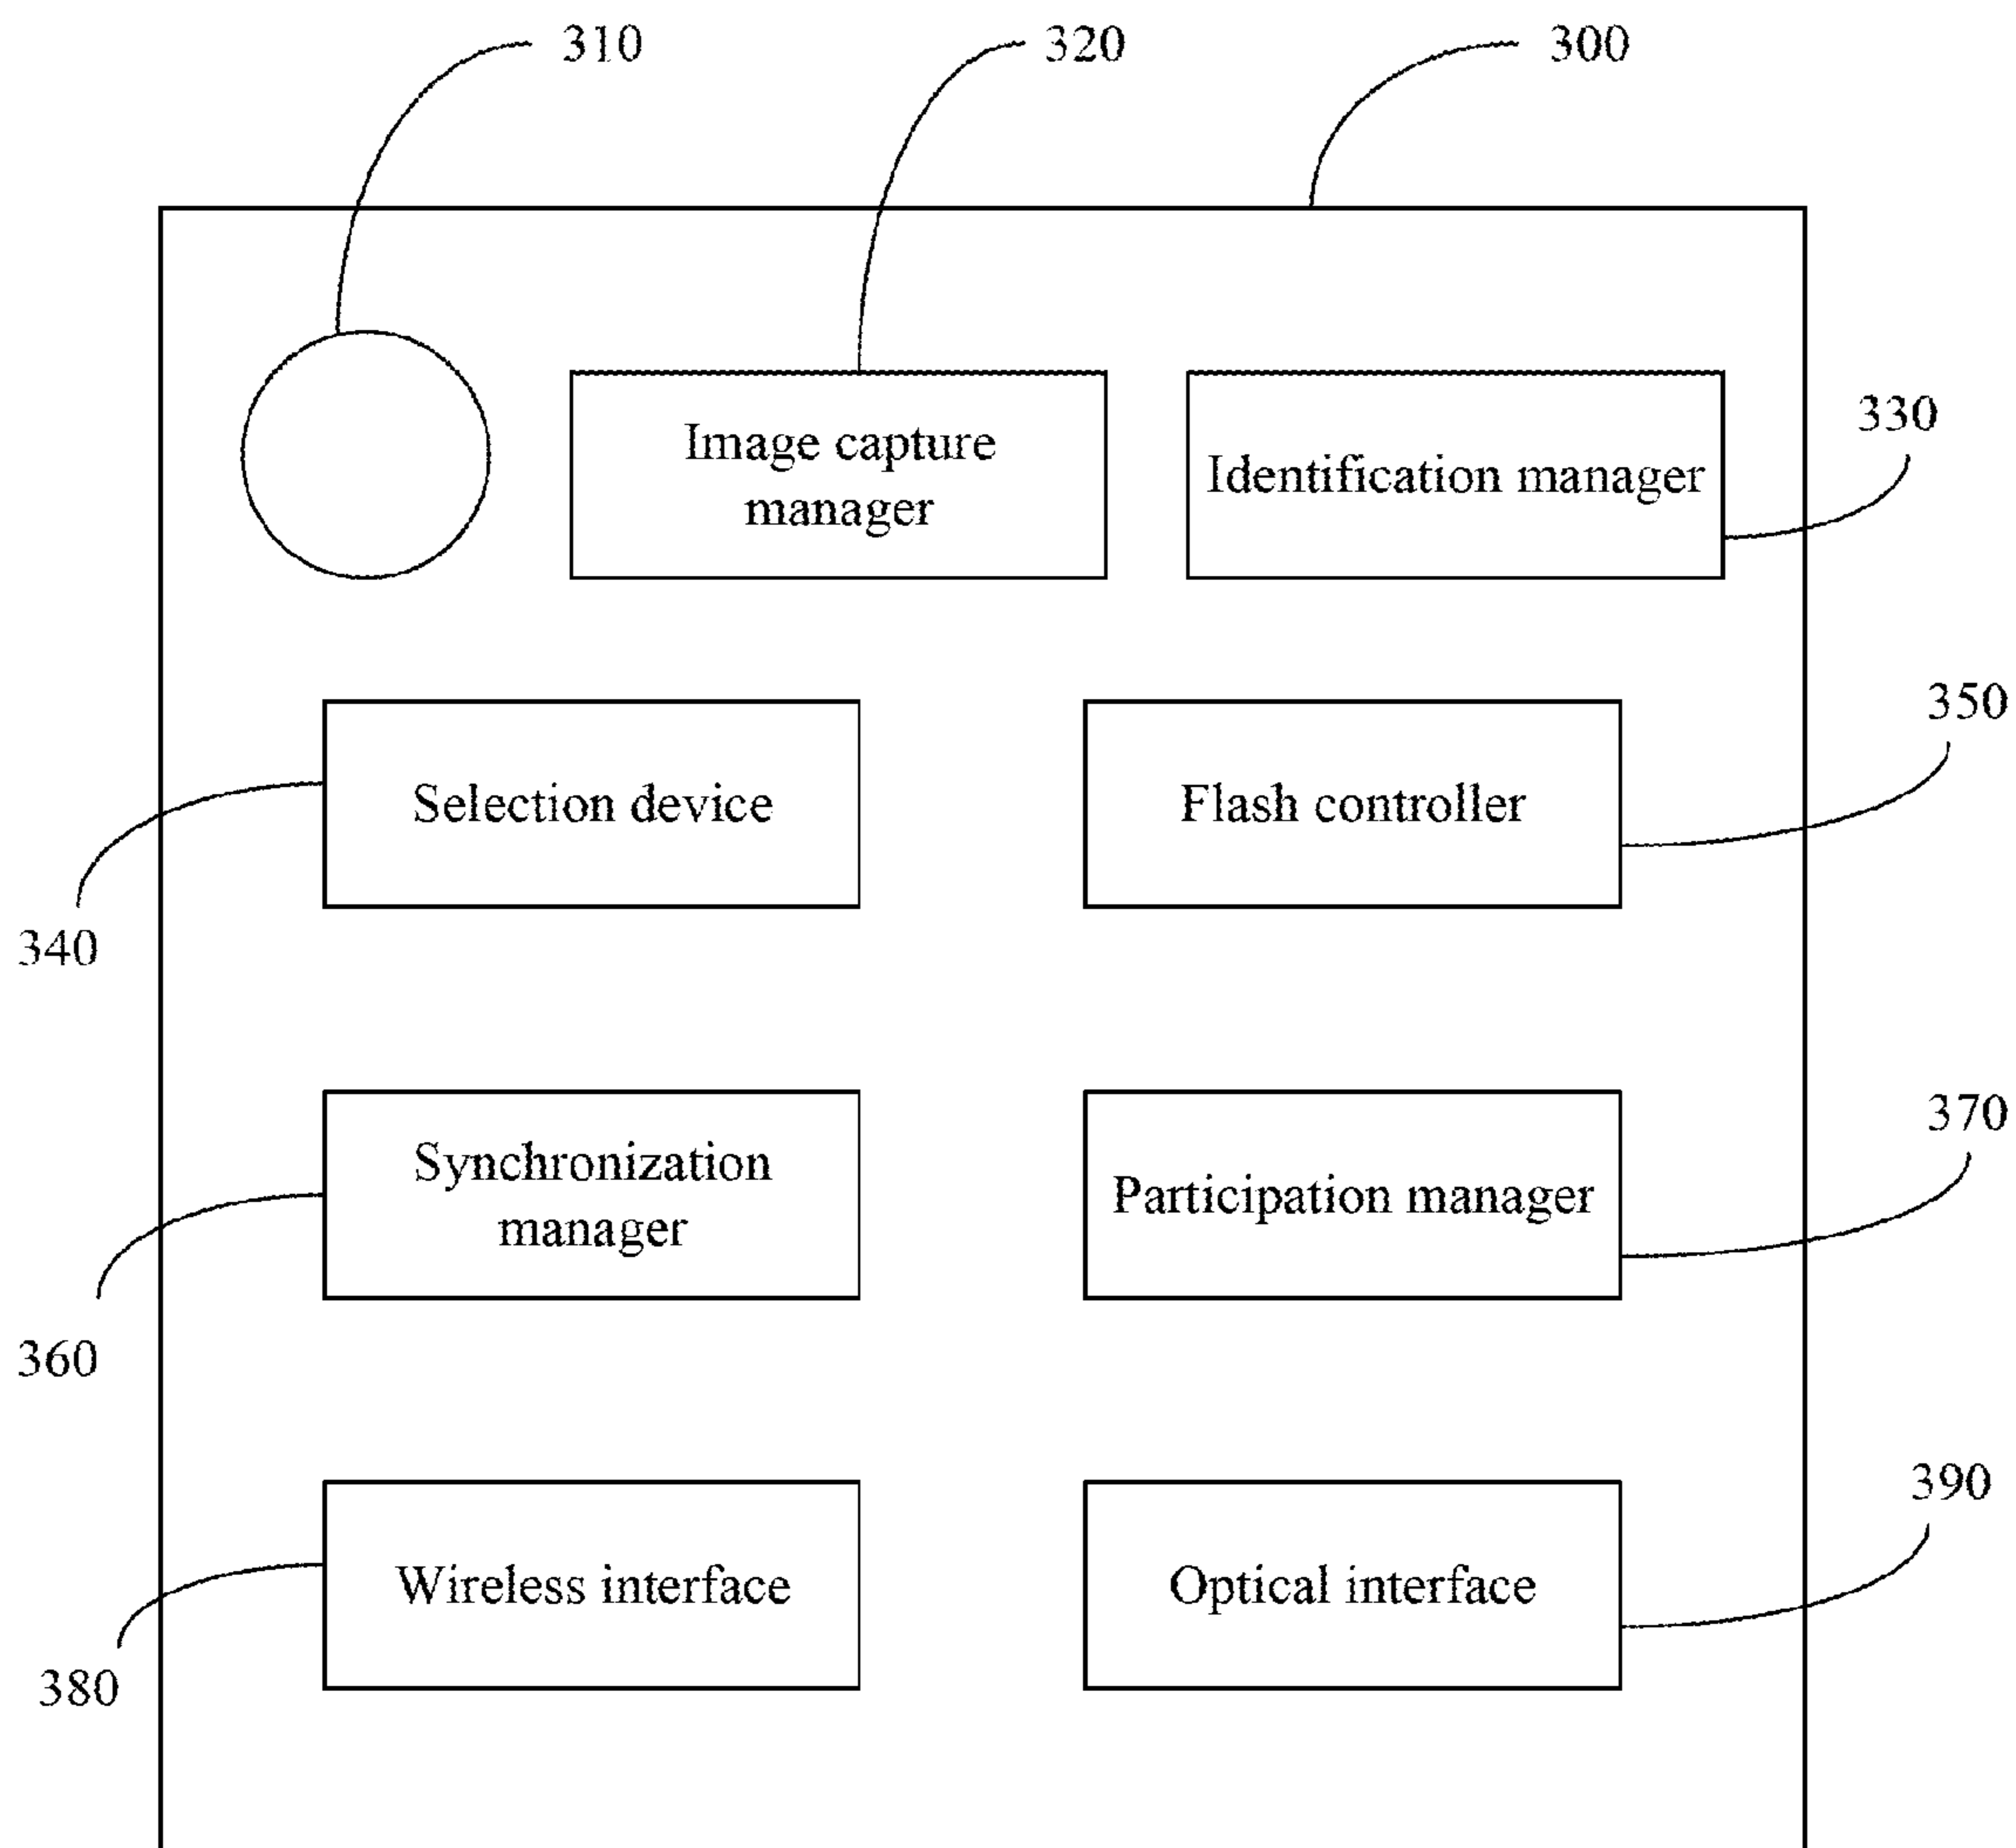 310
320
300
Image capture
manager
Identification manager
330
Selection device
Flash controller
350
340
Synchronization
manager
Participation manager
370
360
Wireless interface
Optical interface
390
380